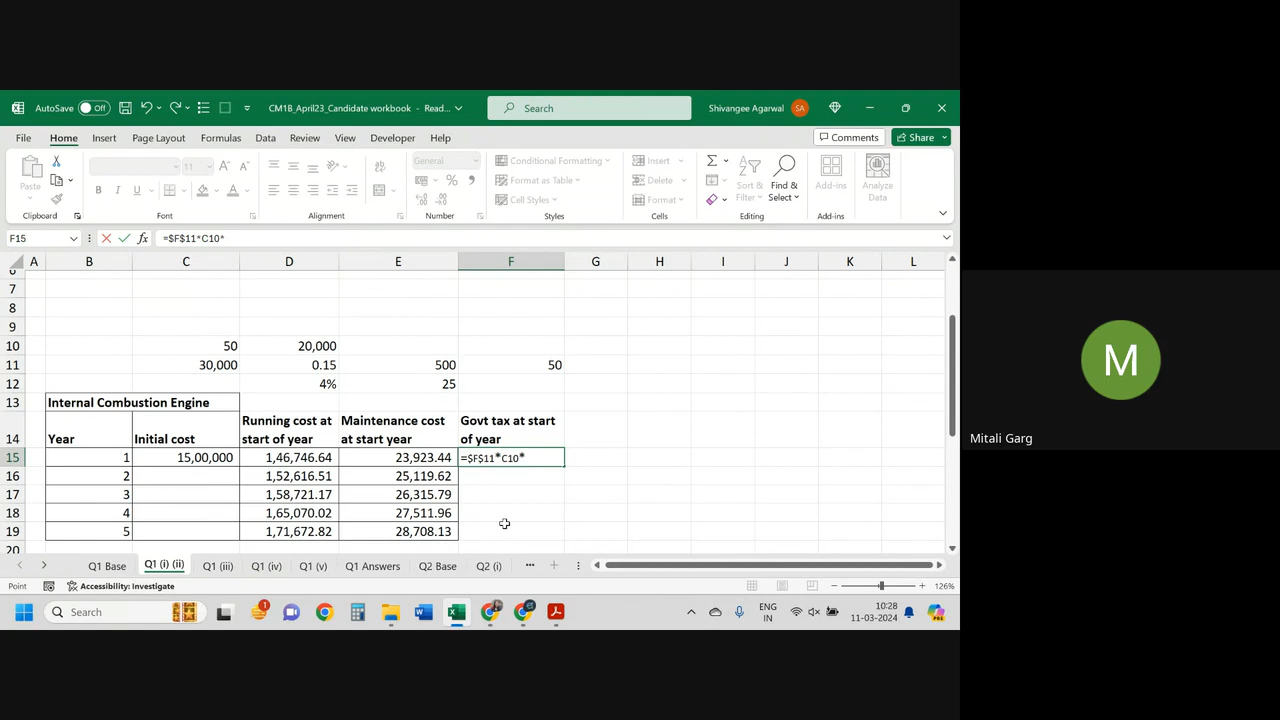 AutoSave Off CM1B_April23_Candidate workbook - Read... Search Shivangee Agarwal SA
File Home Insert Page Layout Formulas Data Review View Developer Help Comments Share
11 General Conditional Formatting Insert
Paste Format as Table Delete Sort & Find & Add-ins Analyze
B I U % Cell Styles Format Filter Select Data
Clipboard Font Alignment Number Styles Cells Editing Add-ins
F15 fx =$F$11*C10*
A B C D E F G H I J K L
6
7
8
9
10 50 20,000
11 30,000 0.15 500 50
12 4% 25
13 Internal Combustion Engine
14 Year Initial cost Running cost at start of year Maintenance cost at start year Govt tax at start of year
15 1 15,00,000 1,46,746.64 23,923.44 =$F$11*C10*
16 2 1,52,616.51 25,119.62
17 3 1,58,721.17 26,315.79
18 4 1,65,070.02 27,511.96
19 5 1,71,672.82 28,708.13
20
Q1 Base Q1 (i) (ii) Q1 (iii) Q1 (iv) Q1 (v) Q1 Answers Q2 Base Q2 (i) ...
Point Accessibility: Investigate 126%
Search 1 ENG IN 10:28 11-03-2024
M
Mitali Garg